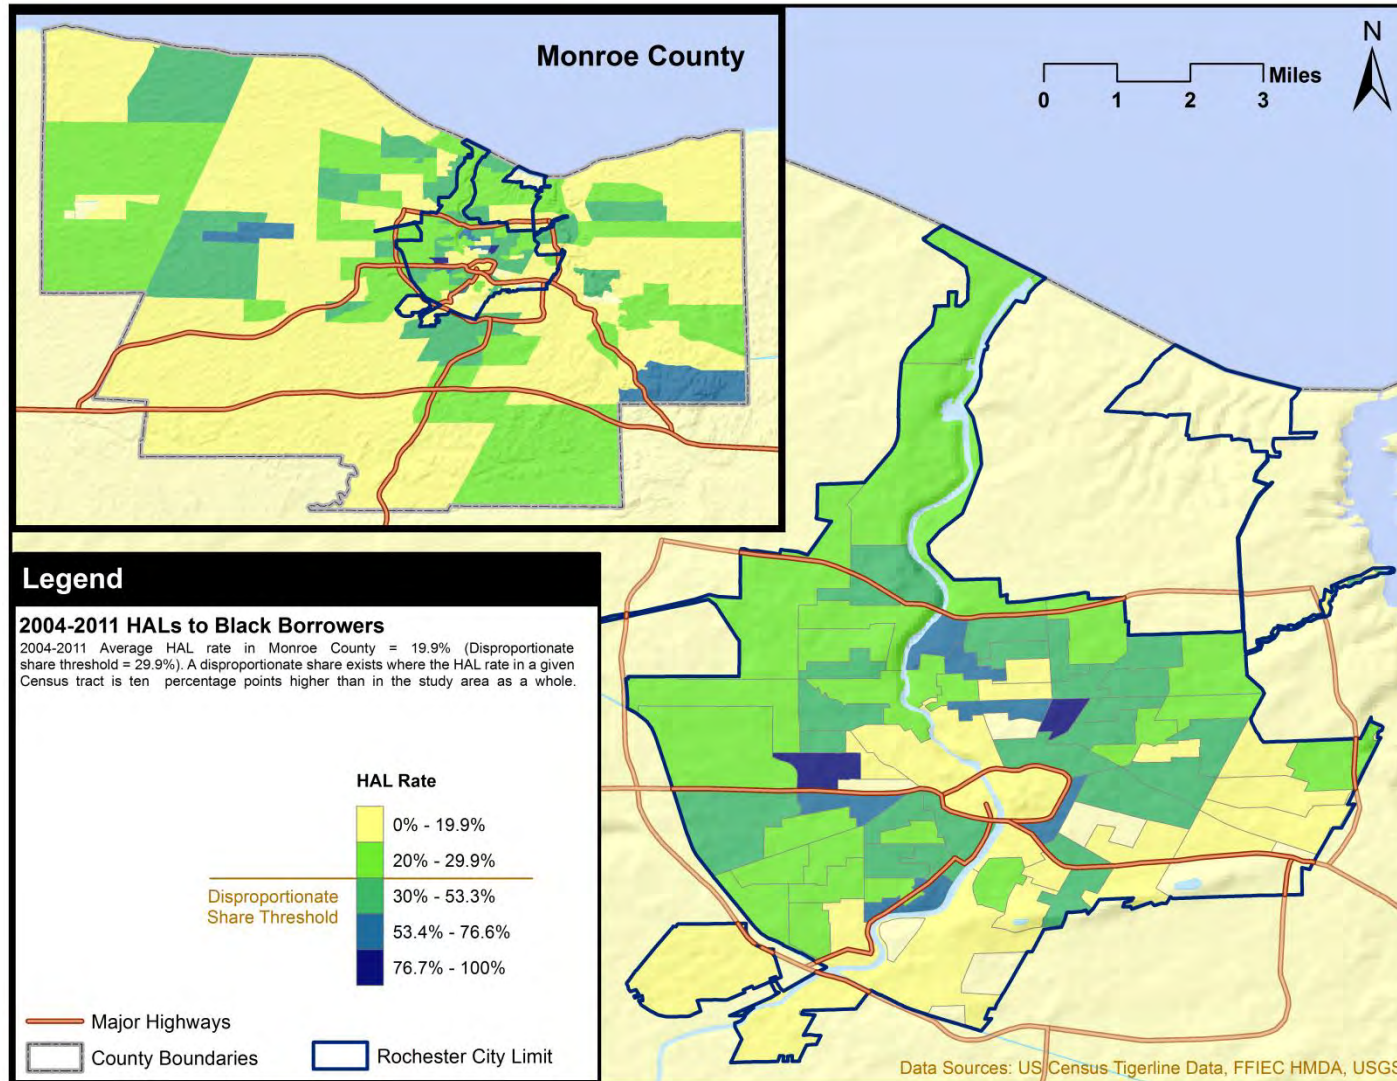 Monroe County
N
Miles
0 1 2 3
Legend
2004-2011 HALs to Black Borrowers
2004-2011 Average HAL rate in Monroe County = 19.9% (Disproportionate
share threshold = 29.9%). A disproportionate share exists where the HAL rate in a given
Census tract is ten percentage points higher than in the study area as a whole.
HAL Rate
0% - 19.9%
20% - 29.9%
Disproportionate
Share Threshold
30% - 53.3%
53.4% - 76.6%
76.7% - 100%
Major Highways
County Boundaries
Rochester City Limit
Data Sources: US Census Tigerline Data, FFIEC HMDA, USGS